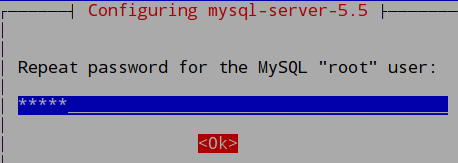 Configuring mysql-server-5.5
Repeat password for the MySQL "root" user:
*****
<Ok>